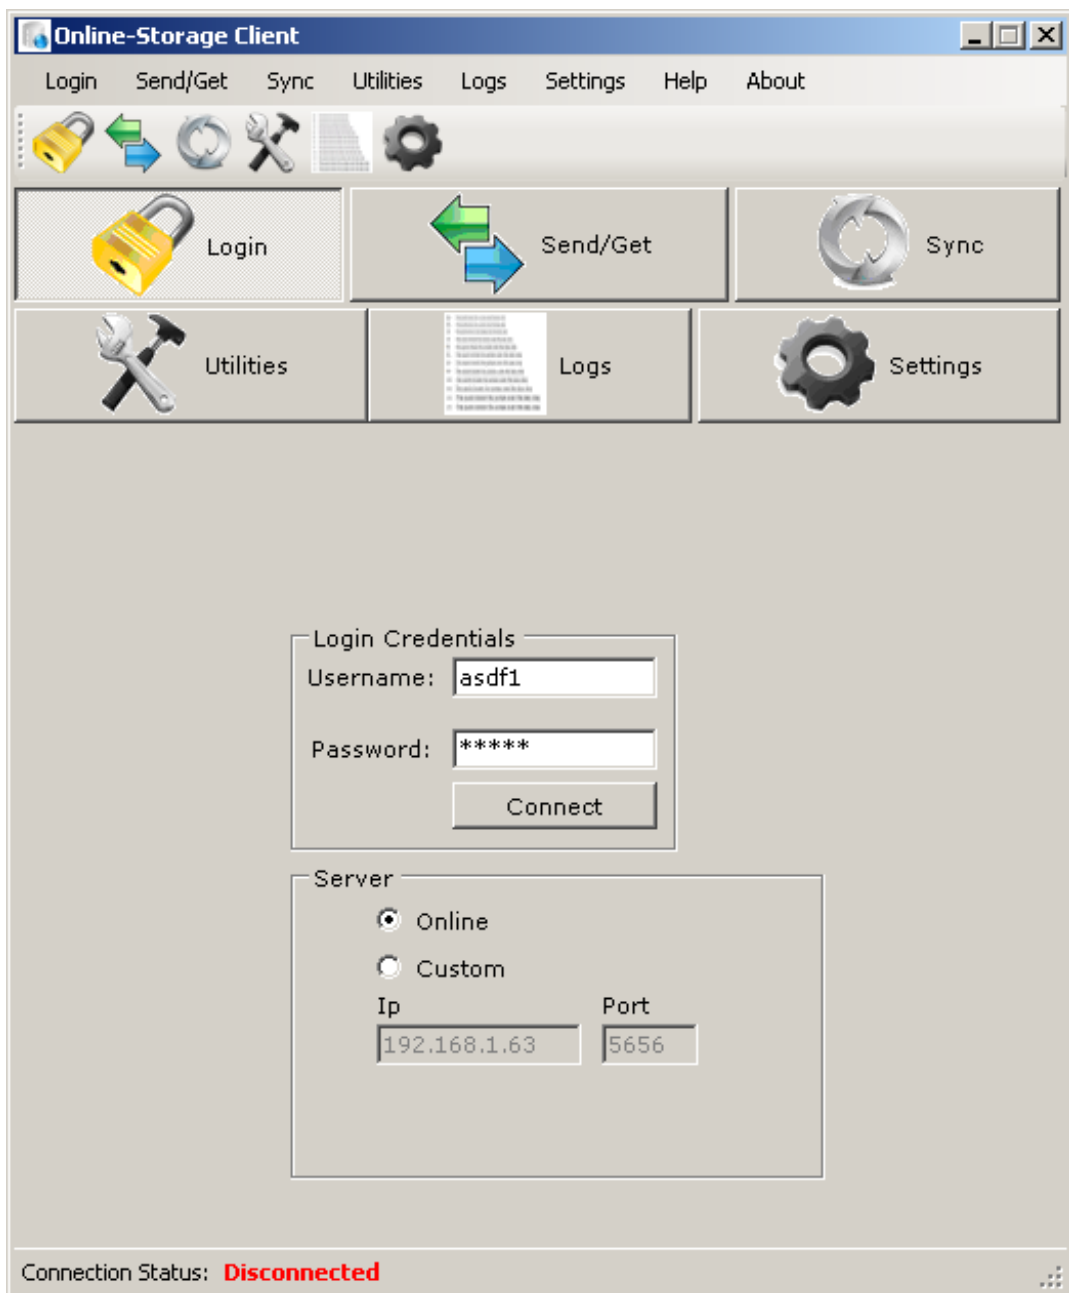 Online-Storage Client
Login Send/Get Sync Utilities Logs Settings Help About
Login Send/Get Sync
Utilities Logs Settings
Login Credentials
Username: asdf1
Password: *****
Connect
Server
Online
Custom
Ip Port
192.168.1.63 5656
Connection Status: Disconnected